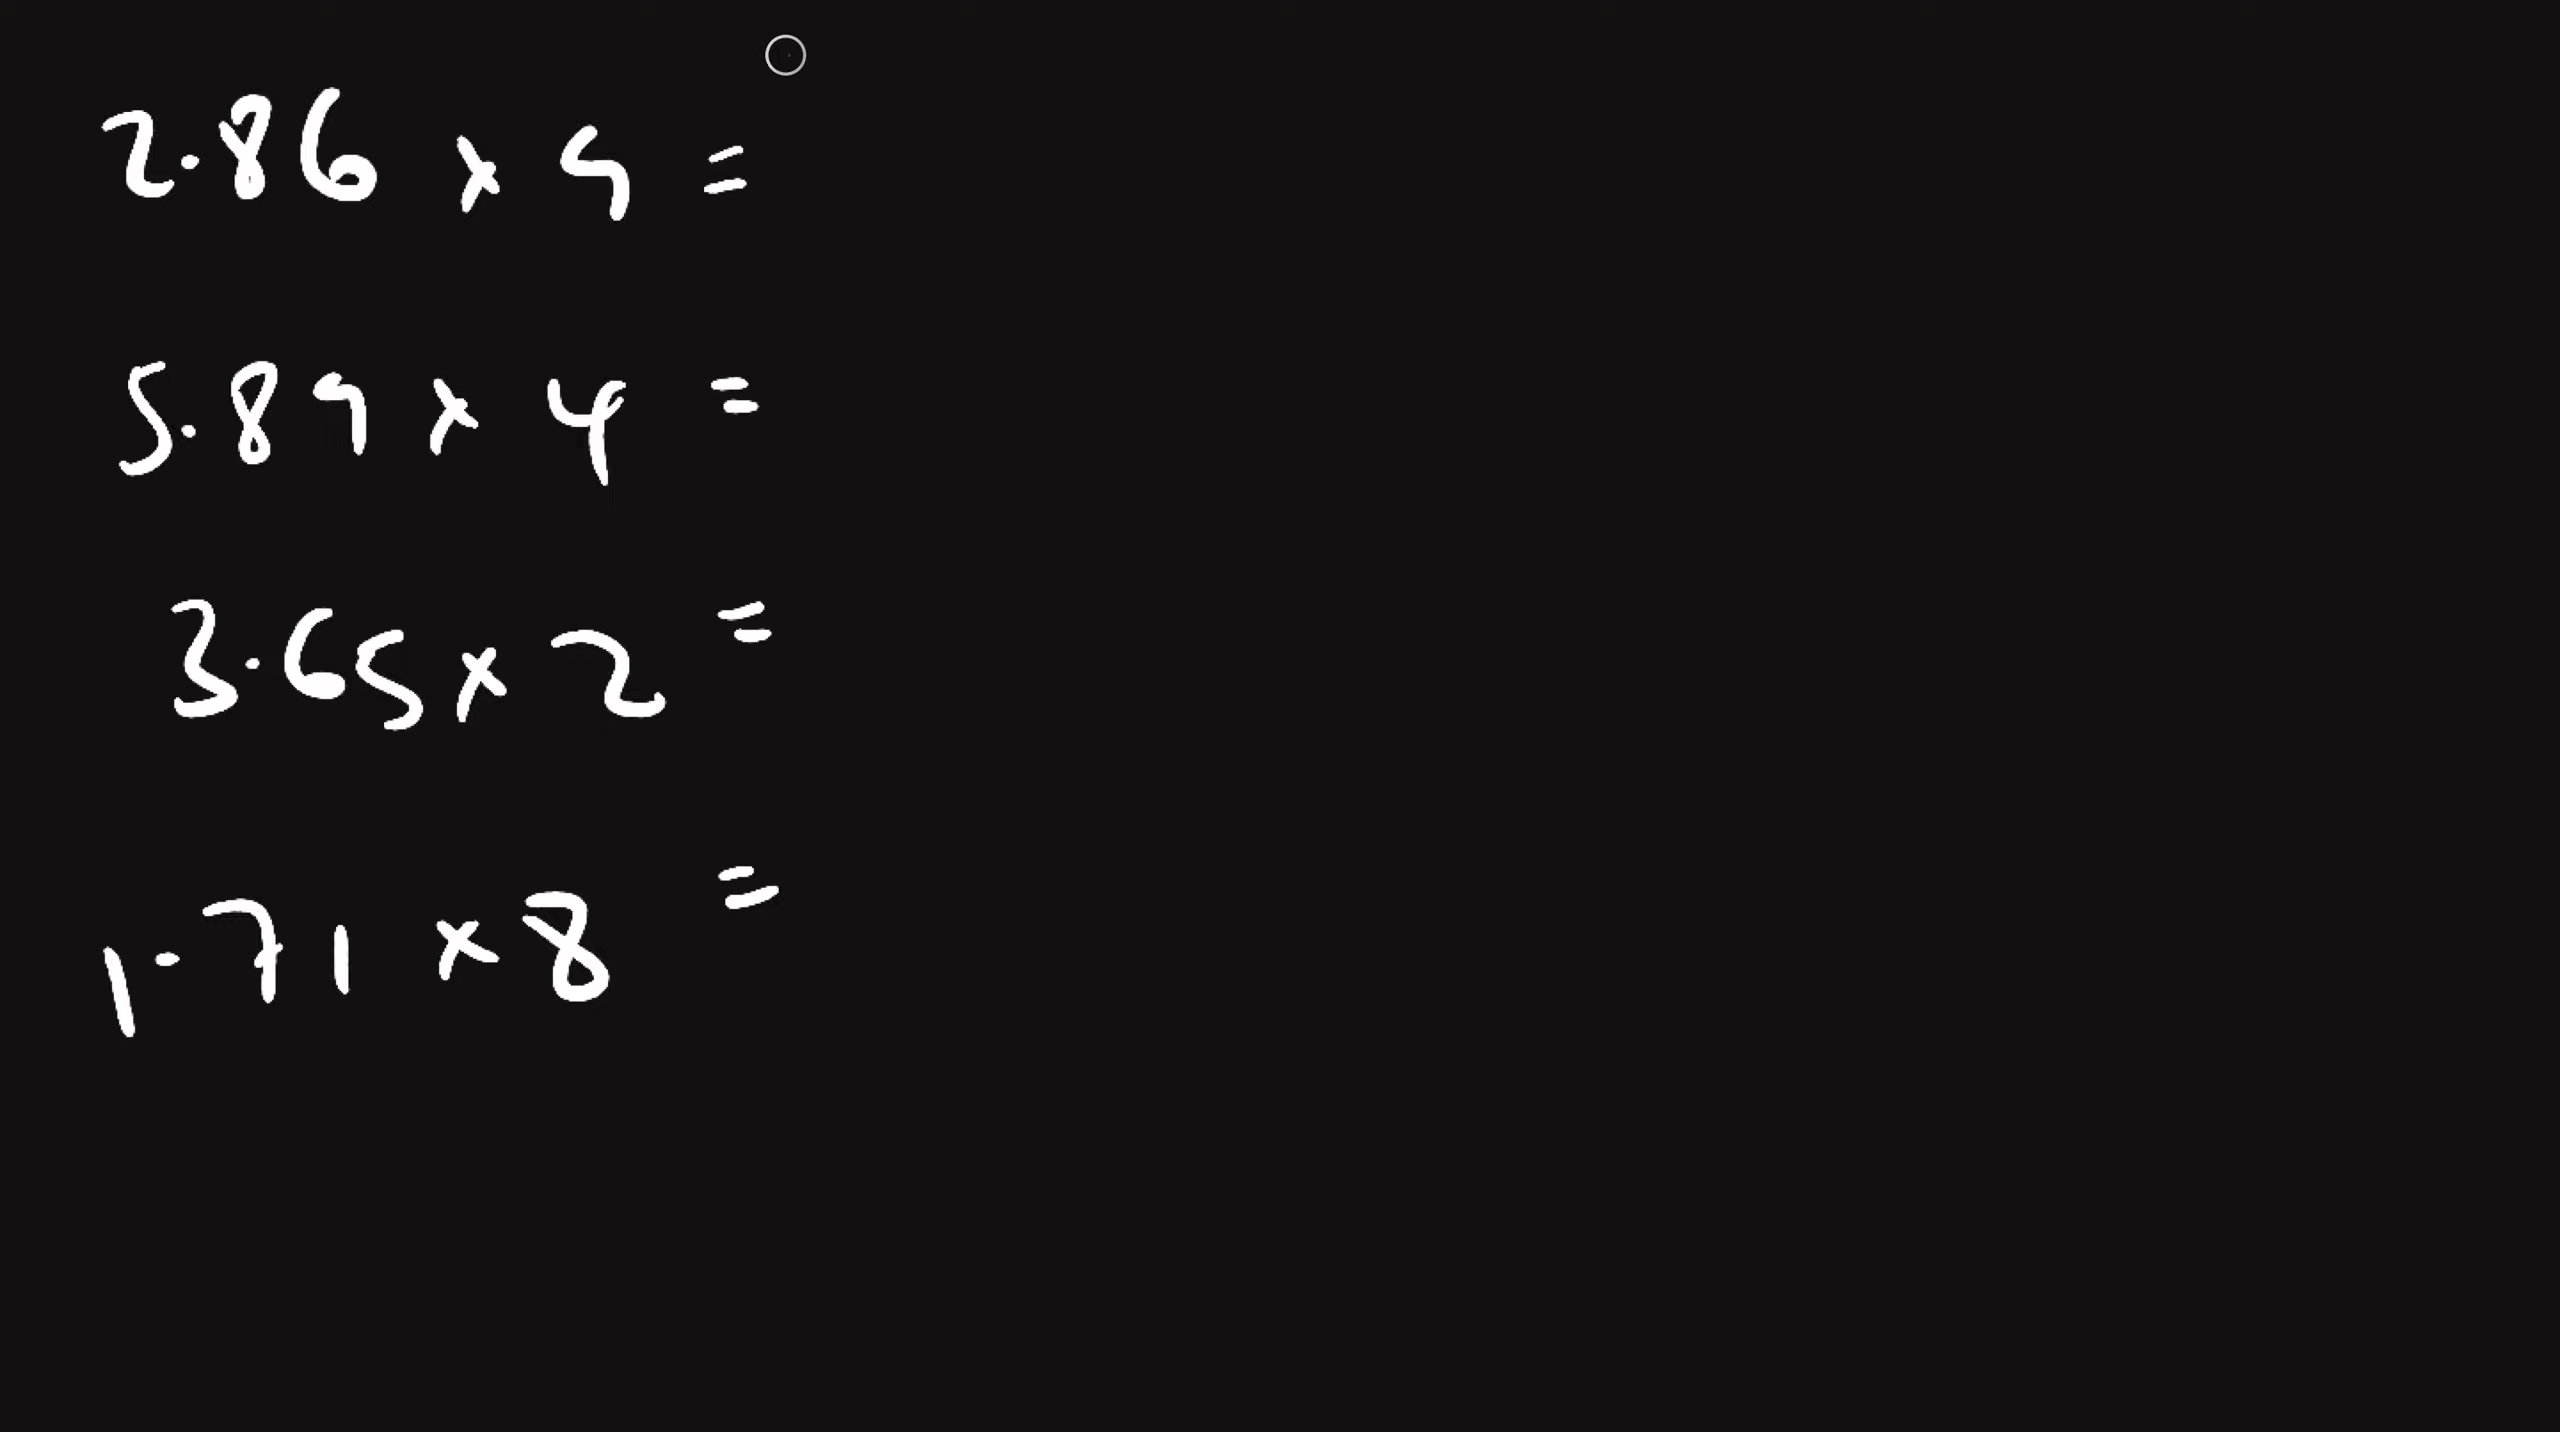 2.86 × 9 =
5.89 × 4 =
3.65 × 2 =
1.71 × 8 =